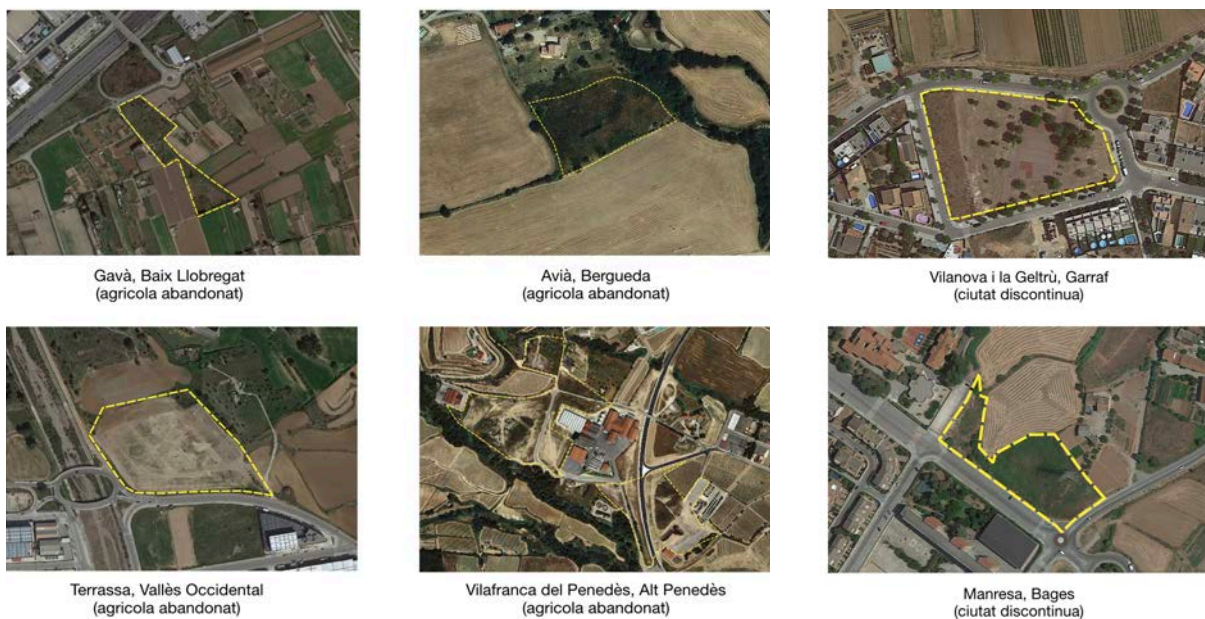 Gavà, Baix Llobregat
(agricola abandonat)
Avià, Bergueda
(agricola abandonat)
Vilanova i la Geltrù, Garraf
(ciutat discontinua)
Terrassa, Vallès Occidental
(agricola abandonat)
Vilafranca del Penedès, Alt Penedès
(agricola abandonat)
Manresa, Bages
(ciutat discontinua)